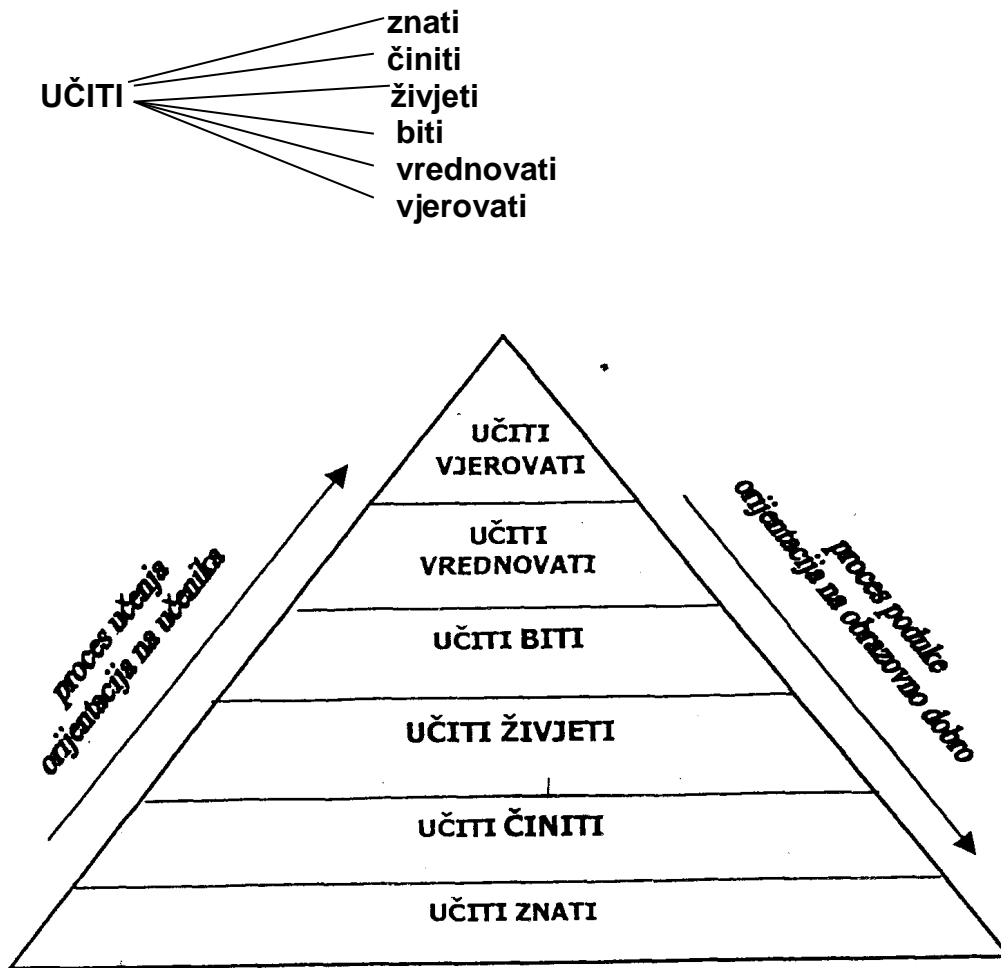 znati
činiti
UČITI
živjeti
biti
vrednovati
vjerovati
UČITI
VJEROVATI
UČITI
VREDNOVATI
UČITI BITI
UČITI ŽIVJETI
UČITI ČINITI
UČITI ZNATI
proces učenja
orijentacija na učenika
proces poduke
orijentacija na obrazovno dobro